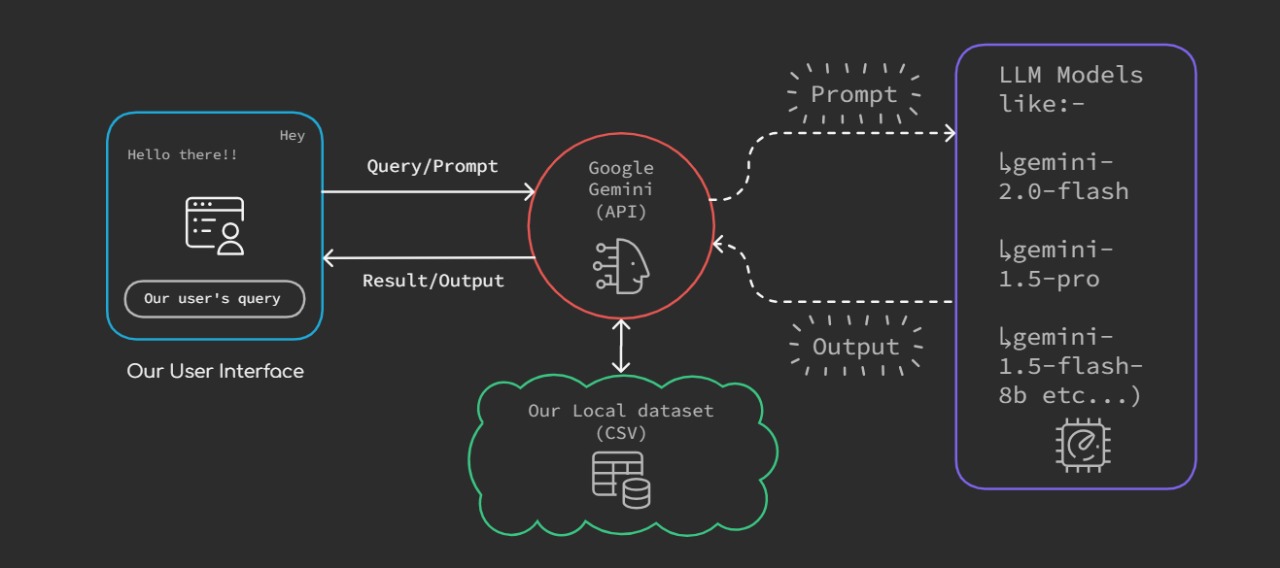 Hey
Hello there!!
Our user's query
Our User Interface
Query/Prompt
Result/Output
Google
Gemini
(API)
Our Local dataset
(CSV)
Prompt
Output
LLM Models
like:-
↳gemini-
2.0-flash
↳gemini-
1.5-pro
↳gemini-
1.5-flash-
8b etc...)